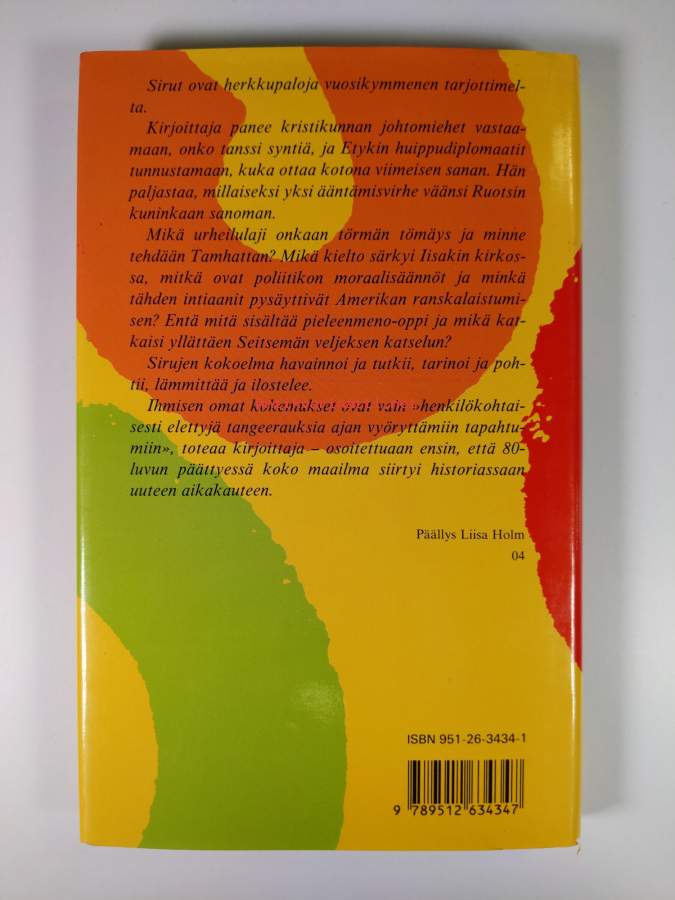 Sirut ovat herkkupaloja vuosikymmenen tarjottimel-
ta.
Kirjoittaja panee kristikunnan johtomiehet vastaa-
maan, onko tanssi syntiä, ja Etykin huippudiplomaatit
tunnustamaan, kuka ottaa kotona viimeisen sanan. Hän
paljastaa, millaiseksi yksi ääntämisvirhe väänsi Ruotsin
kuninkaan sanoman.
Mikä urheilulaji onkaan törmän tömäys ja minne
tehdään Tamhattan? Mikä kielto särkyi Iisakin kirkos-
sa, mitkä ovat poliitikon moraalisäännöt ja minkä
tähden intiaanit pysäyttivät Amerikan ranskalaistumi-
sen? Entä mitä sisältää pieleenmeno-oppi ja mikä kat-
kaisi yllättäen Seitsemän veljeksen katselun?
Sirujen kokoelma havainnoi ja tutkii, tarinoi ja poh-
tii, lämmittää ja ilostelee.
Ihmisen omat kokemukset ovat vain »henkilökohtai-
sesti elettyjä tangeerauksia ajan vyöryttämiin tapahtu-
miin», toteaa kirjoittaja – osoitettuaan ensin, että 80-
luvun päättyessä koko maailma siirtyi historiassaan
uuteen aikakauteen.
Päällys Liisa Holm
04
ISBN 951-26-3434-1
9 789512 634347